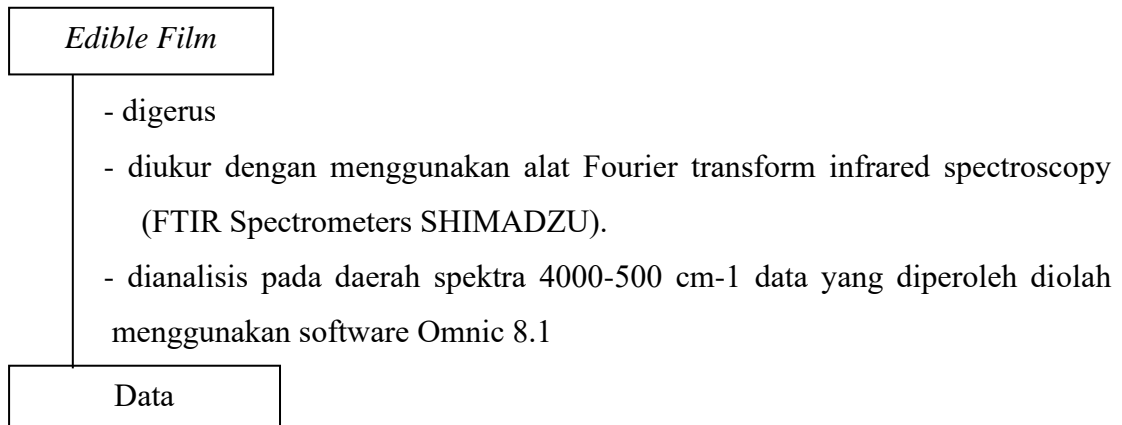 Edible Film
- digerus
- diukur dengan menggunakan alat Fourier transform infrared spectroscopy
(FTIR Spectrometers SHIMADZU).
- dianalisis pada daerah spektra 4000-500 cm-1 data yang diperoleh diolah
menggunakan software Omnic 8.1
Data